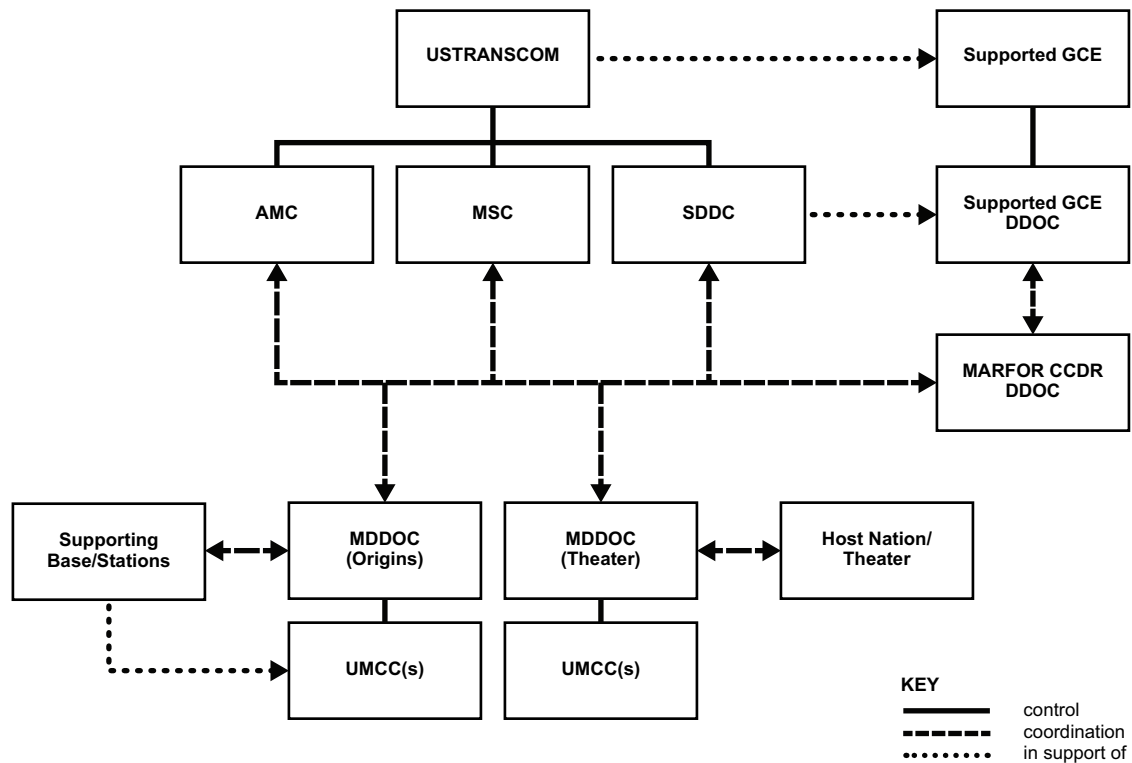 USTRANSCOM
Supported GCE
AMC
MSC
SDDC
Supported GCE
DDOC
MARFOR CCDR
DDOC
Supporting
Base/Stations
MDDOC
(Origins)
MDDOC
(Theater)
Host Nation/
Theater
UMCC(s)
UMCC(s)
KEY
control
coordination
in support of